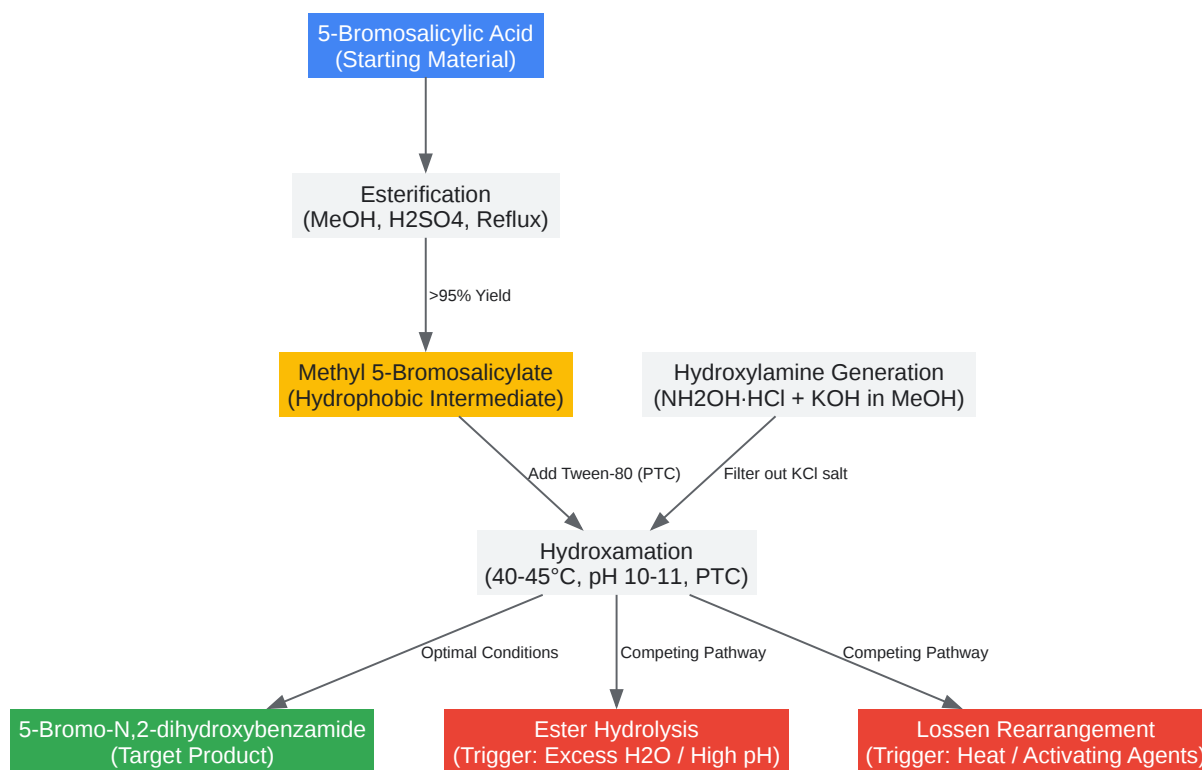 5-Bromosalicylic Acid
(Starting Material)
Esterification
(MeOH, H2SO4, Reflux)
>95% Yield
Methyl 5-Bromosalicylate
(Hydrophobic Intermediate)
Hydroxylamine Generation
(NH2OH·HCl + KOH in MeOH)
Add Tween-80 (PTC)
Filter out KCl salt
Hydroxamation
(40-45°C, pH 10-11, PTC)
Optimal Conditions
Competing Pathway
Competing Pathway
5-Bromo-N,2-dihydroxybenzamide
(Target Product)
Ester Hydrolysis
(Trigger: Excess H2O / High pH)
Lossen Rearrangement
(Trigger: Heat / Activating Agents)